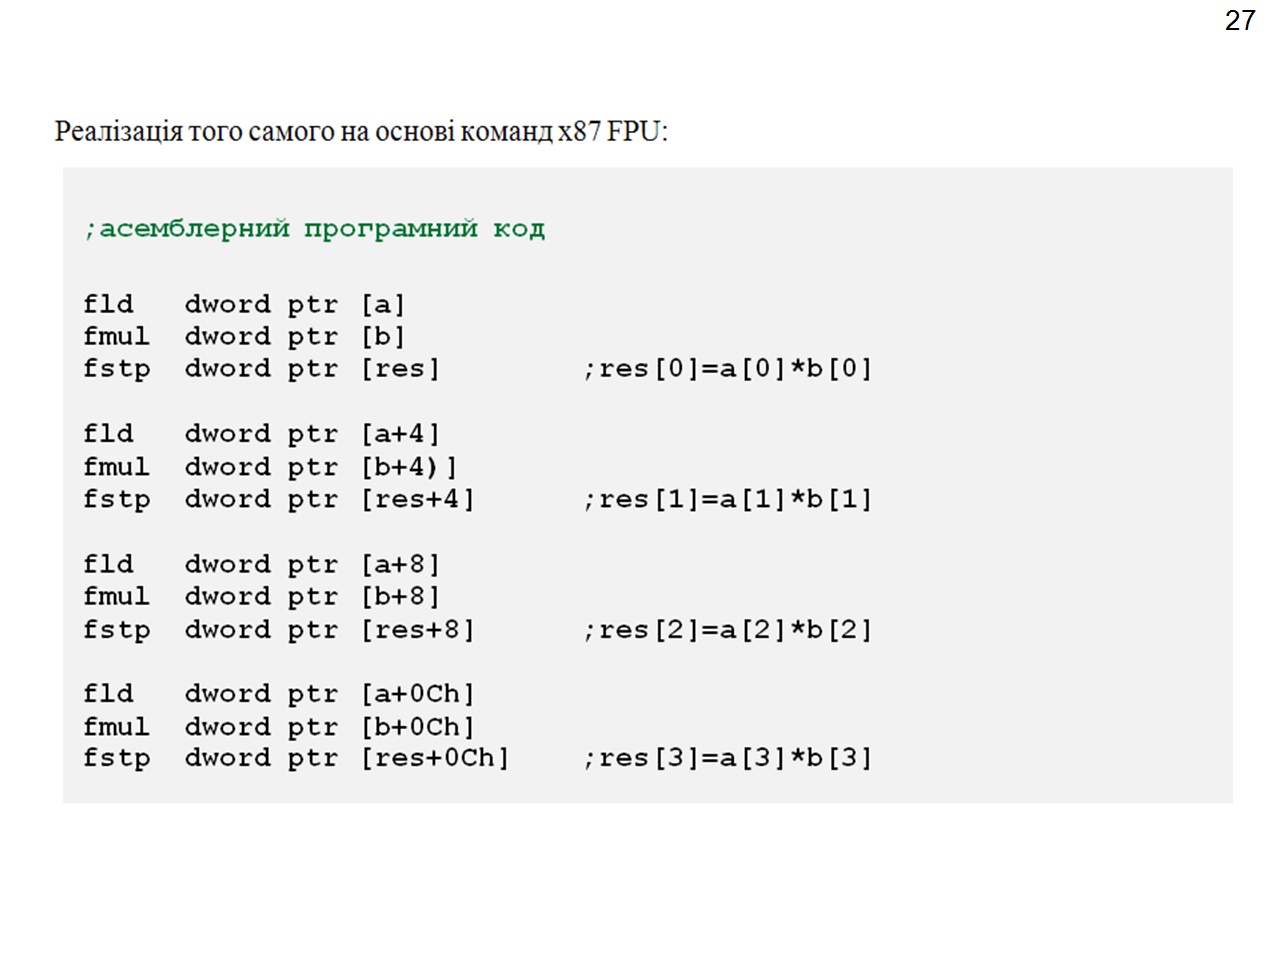 27
Реалізація того самого на основі команд x87 FPU:
;асемблерний програмний код
fld dword ptr [a]
fmul dword ptr [b]
fstp dword ptr [res] ;res[0]=a[0]*b[0]
fld dword ptr [a+4]
fmul dword ptr [b+4)]
fstp dword ptr [res+4] ;res[1]=a[1]*b[1]
fld dword ptr [a+8]
fmul dword ptr [b+8]
fstp dword ptr [res+8] ;res[2]=a[2]*b[2]
fld dword ptr [a+0Ch]
fmul dword ptr [b+0Ch]
fstp dword ptr [res+0Ch] ;res[3]=a[3]*b[3]